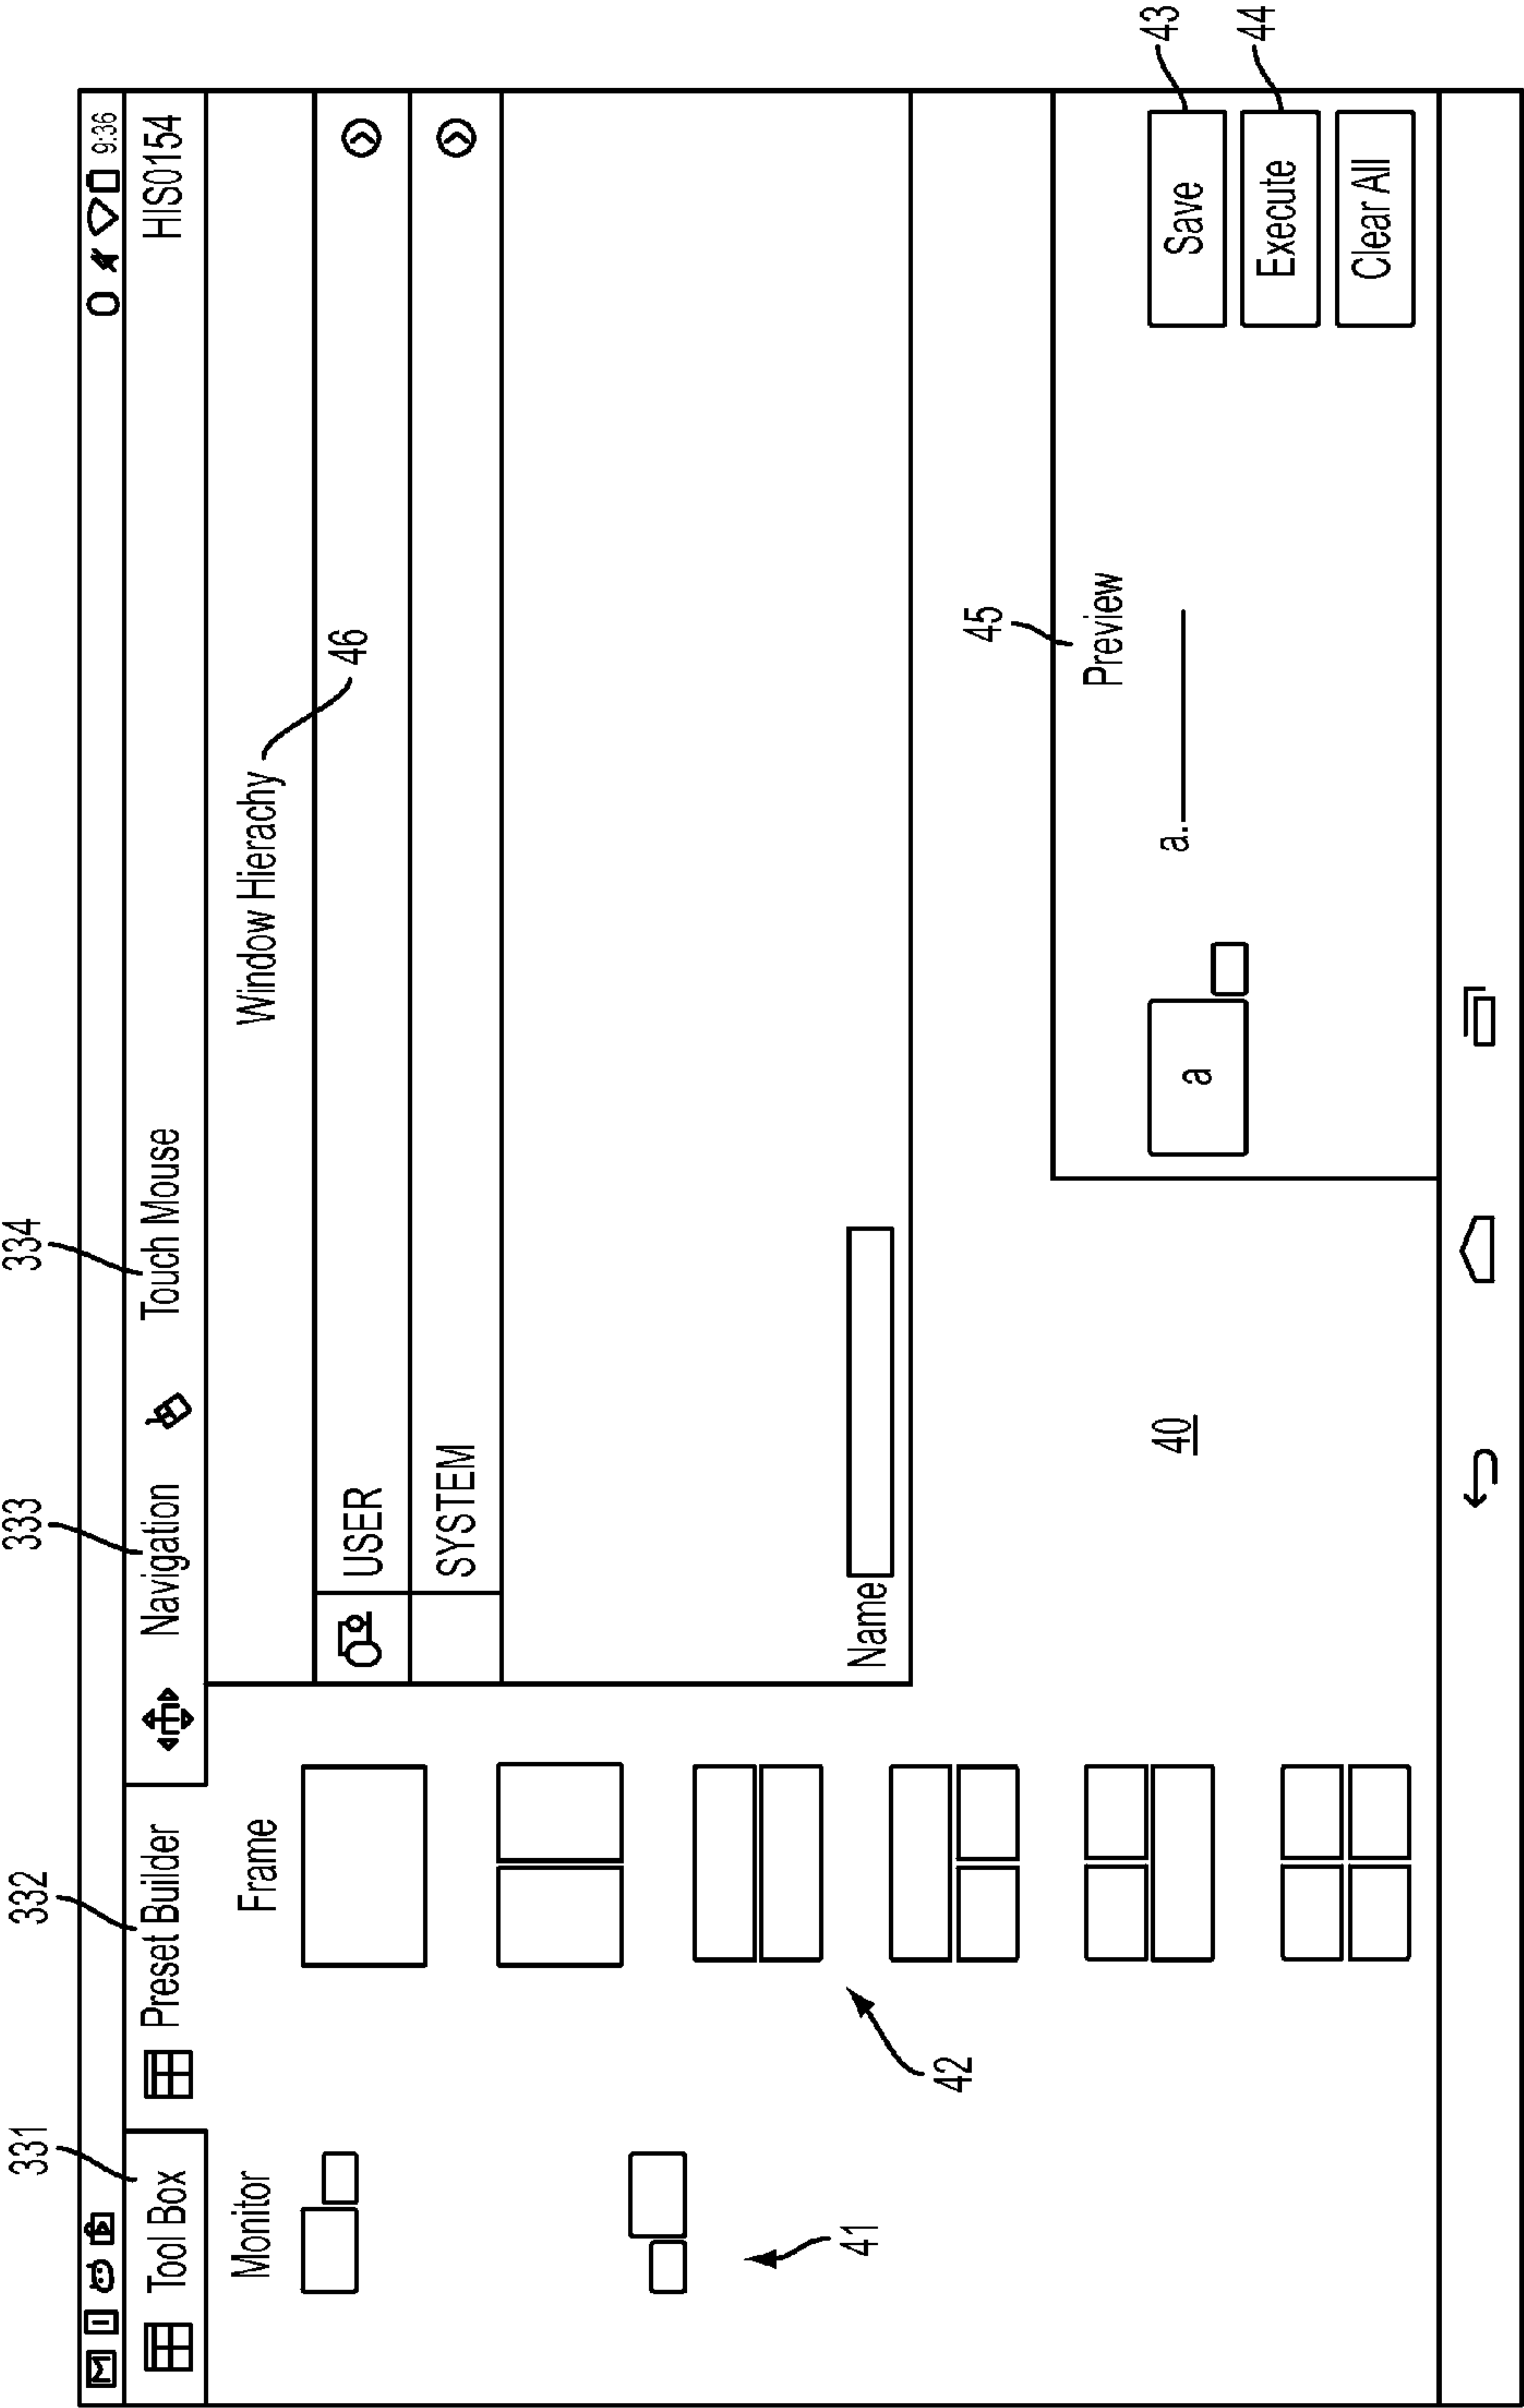 331
332
333
334
9:36
Tool Box
Preset Builder
Navigation
Touch Mouse
HIS0154
Monitor
Frame
Window Hierachy
46
USER
SYSTEM
Name
41
42
40
45
Preview
a
a.
Save
Execute
Clear All
43
44